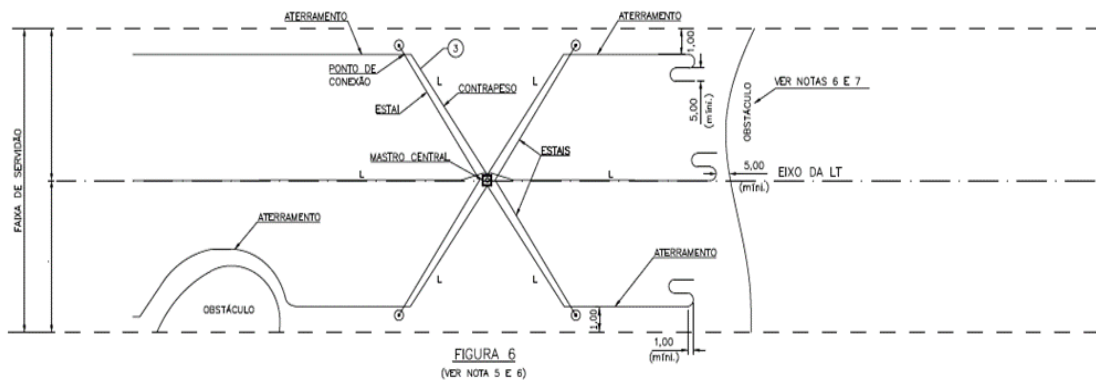 ATERRAMENTO
ATERRAMENTO
3
1,00
PONTO DE
CONEXÃO
L
L
VER NOTAS 6 E 7
CONTRAPESO
ESTAI
5,00
(míni.)
OBSTÁCULO
FAIXA DE SERVIDÃO
MASTRO CENTRAL
ESTAIS
L
L
5,00
(míni.)
EIXO DA LT
ATERRAMENTO
ATERRAMENTO
L
L
OBSTÁCULO
1,00
1,00
(míni.)
FIGURA 6
(VER NOTA 5 E 6)